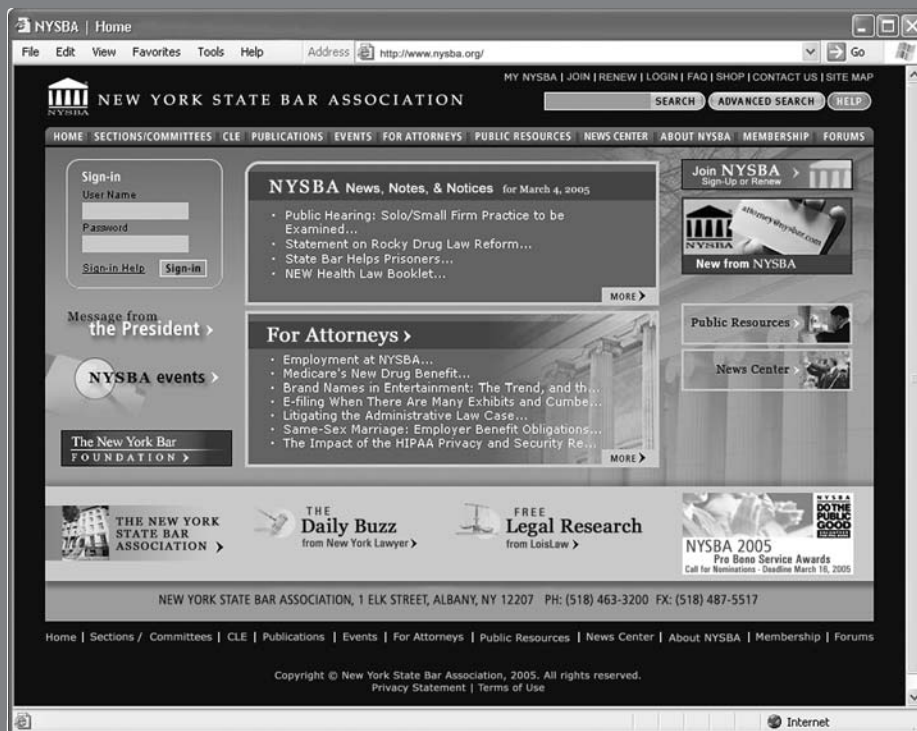 NYSBA | Home
File Edit View Favorites Tools Help Address http://www.nysba.org/ Go
MY NYSBA | JOIN | RENEW | LOGIN | FAQ | SHOP | CONTACT US | SITE MAP
NYSBA
NEW YORK STATE BAR ASSOCIATION
SEARCH ADVANCED SEARCH HELP
HOME SECTIONS/COMMITTEES CLE PUBLICATIONS EVENTS FOR ATTORNEYS PUBLIC RESOURCES NEWS CENTER ABOUT NYSBA MEMBERSHIP FORUMS
Sign-in
User Name
Password
Sign-in Help Sign-in
Message from
the President ›
NYSBA events ›
The New York Bar
FOUNDATION ›
NYSBA News, Notes, & Notices for March 4, 2005
· Public Hearing: Solo/Small Firm Practice to be
Examined...
· Statement on Rocky Drug Law Reform...
· State Bar Helps Prisoners...
· NEW Health Law Booklet...
MORE ›
For Attorneys ›
· Employment at NYSBA...
· Medicare's New Drug Benefit...
· Brand Names in Entertainment: The Trend, and th...
· E-filing When There Are Many Exhibits and Cumbe...
· Litigating the Administrative Law Case...
· Same-Sex Marriage: Employer Benefit Obligations...
· The Impact of the HIPAA Privacy and Security Re...
MORE ›
Join NYSBA ›
Sign-Up or Renew
NYSBA
attorney@nysbar.com
New from NYSBA
Public Resources ›
News Center ›
THE NEW YORK
STATE BAR
ASSOCIATION ›
THE
Daily Buzz
from New York Lawyer ›
FREE
Legal Research
from LoisLaw ›
NYSBA
DO THE
PUBLIC
GOOD
NYSBA 2005
Pro Bono Service Awards
Call for Nominations - Deadline March 18, 2005
NEW YORK STATE BAR ASSOCIATION, 1 ELK STREET, ALBANY, NY 12207 PH: (518) 463-3200 FX: (518) 487-5517
Home | Sections / Committees | CLE | Publications | Events | For Attorneys | Public Resources | News Center | About NYSBA | Membership | Forums
Copyright © New York State Bar Association, 2005. All rights reserved.
Privacy Statement | Terms of Use
Internet